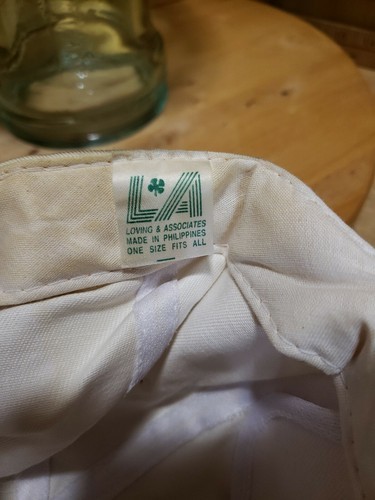 LA
LOVING & ASSOCIATES
MADE IN PHILIPPINES
ONE SIZE FITS ALL